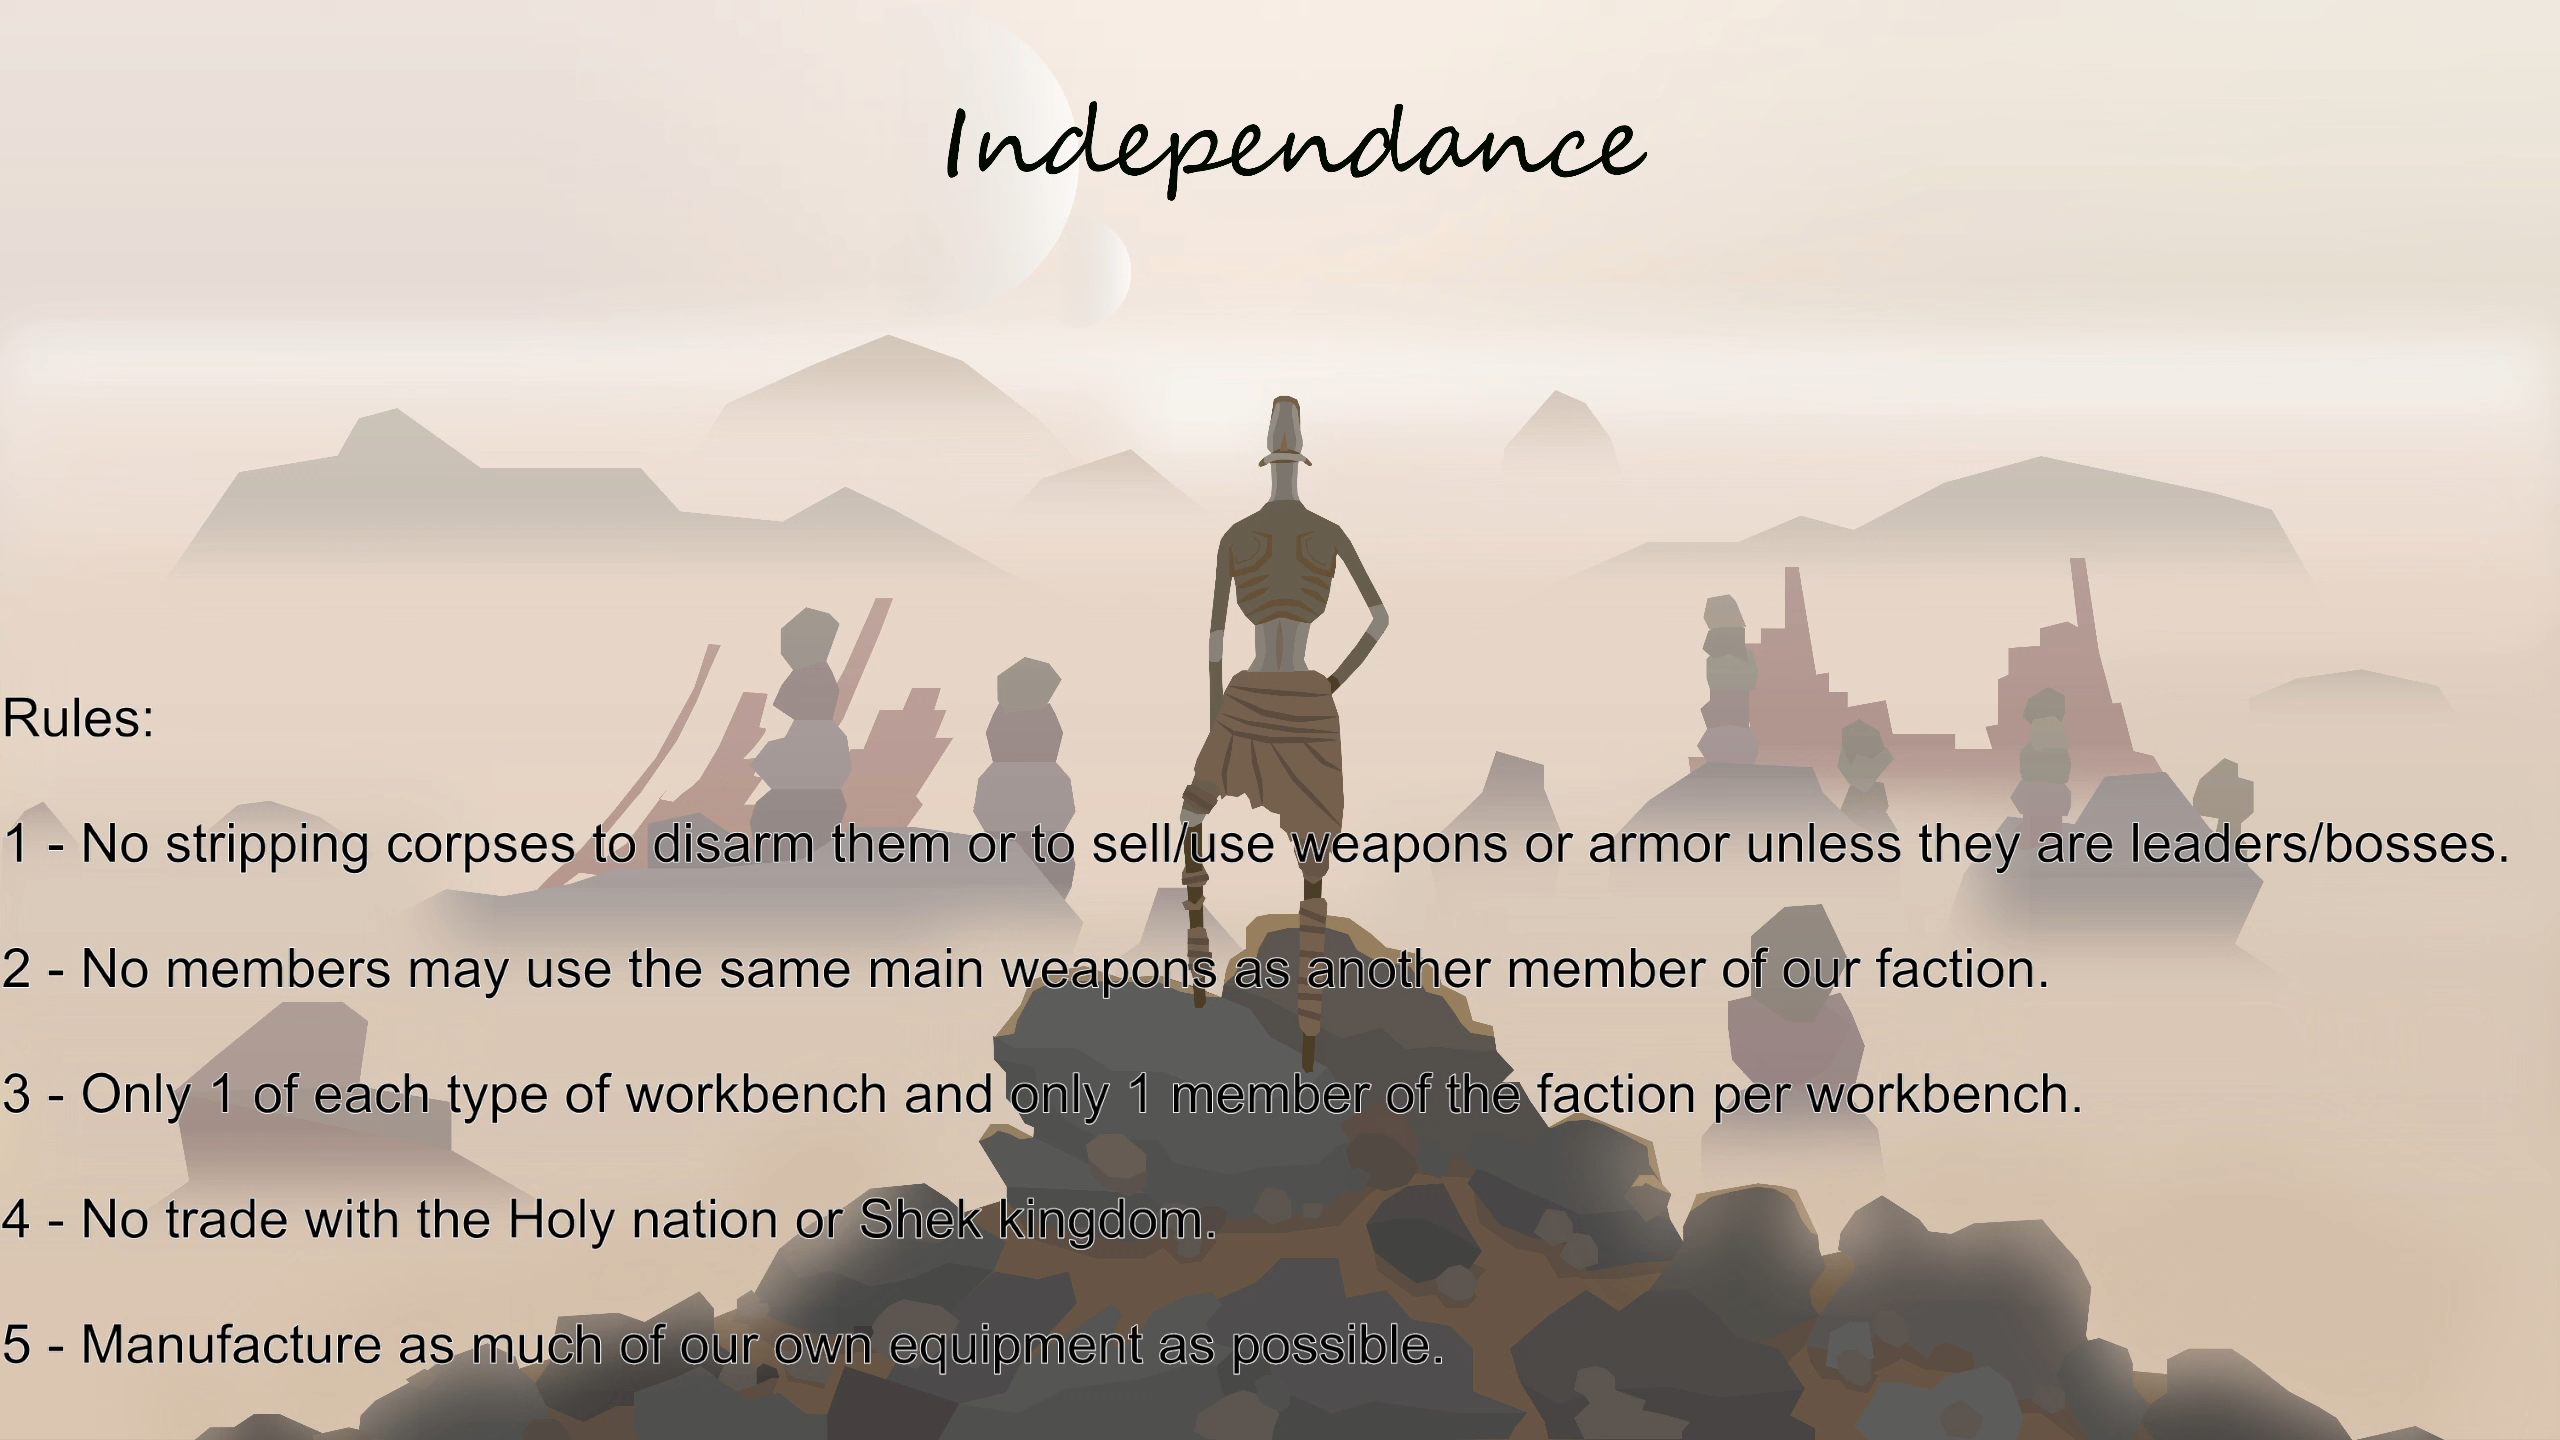 Independance
Rules:
1 - No stripping corpses to disarm them or to sell/use weapons or armor unless they are leaders/bosses.
2 - No members may use the same main weapons as another member of our faction.
3 - Only 1 of each type of workbench and only 1 member of the faction per workbench.
4 - No trade with the Holy nation or Shek kingdom.
5 - Manufacture as much of our own equipment as possible.